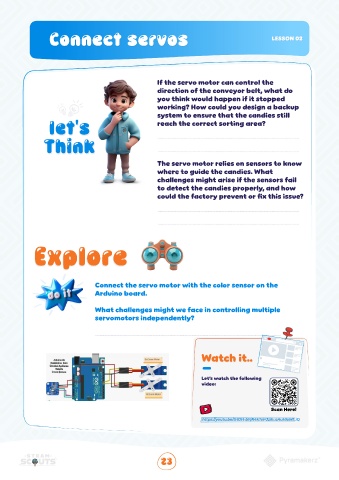 Connect servos
LESSON 02
If the servo motor can control the
direction of the conveyor belt, what do
you think would happen if it stopped
working? How could you design a backup
system to ensure that the candies still
reach the correct sorting area?
let's
Think
The servo motor relies on sensors to know
where to guide the candies. What
challenges might arise if the sensors fail
to detect the candies properly, and how
could the factory prevent or fix this issue?
Explore
do it
Connect the servo motor with the color sensor on the
Arduino board.
What challenges might we face in controlling multiple
servomotors independently?
Watch it..
Let's watch the following
video:
Scan Here!
SCOUTS
23
Pyramakerz